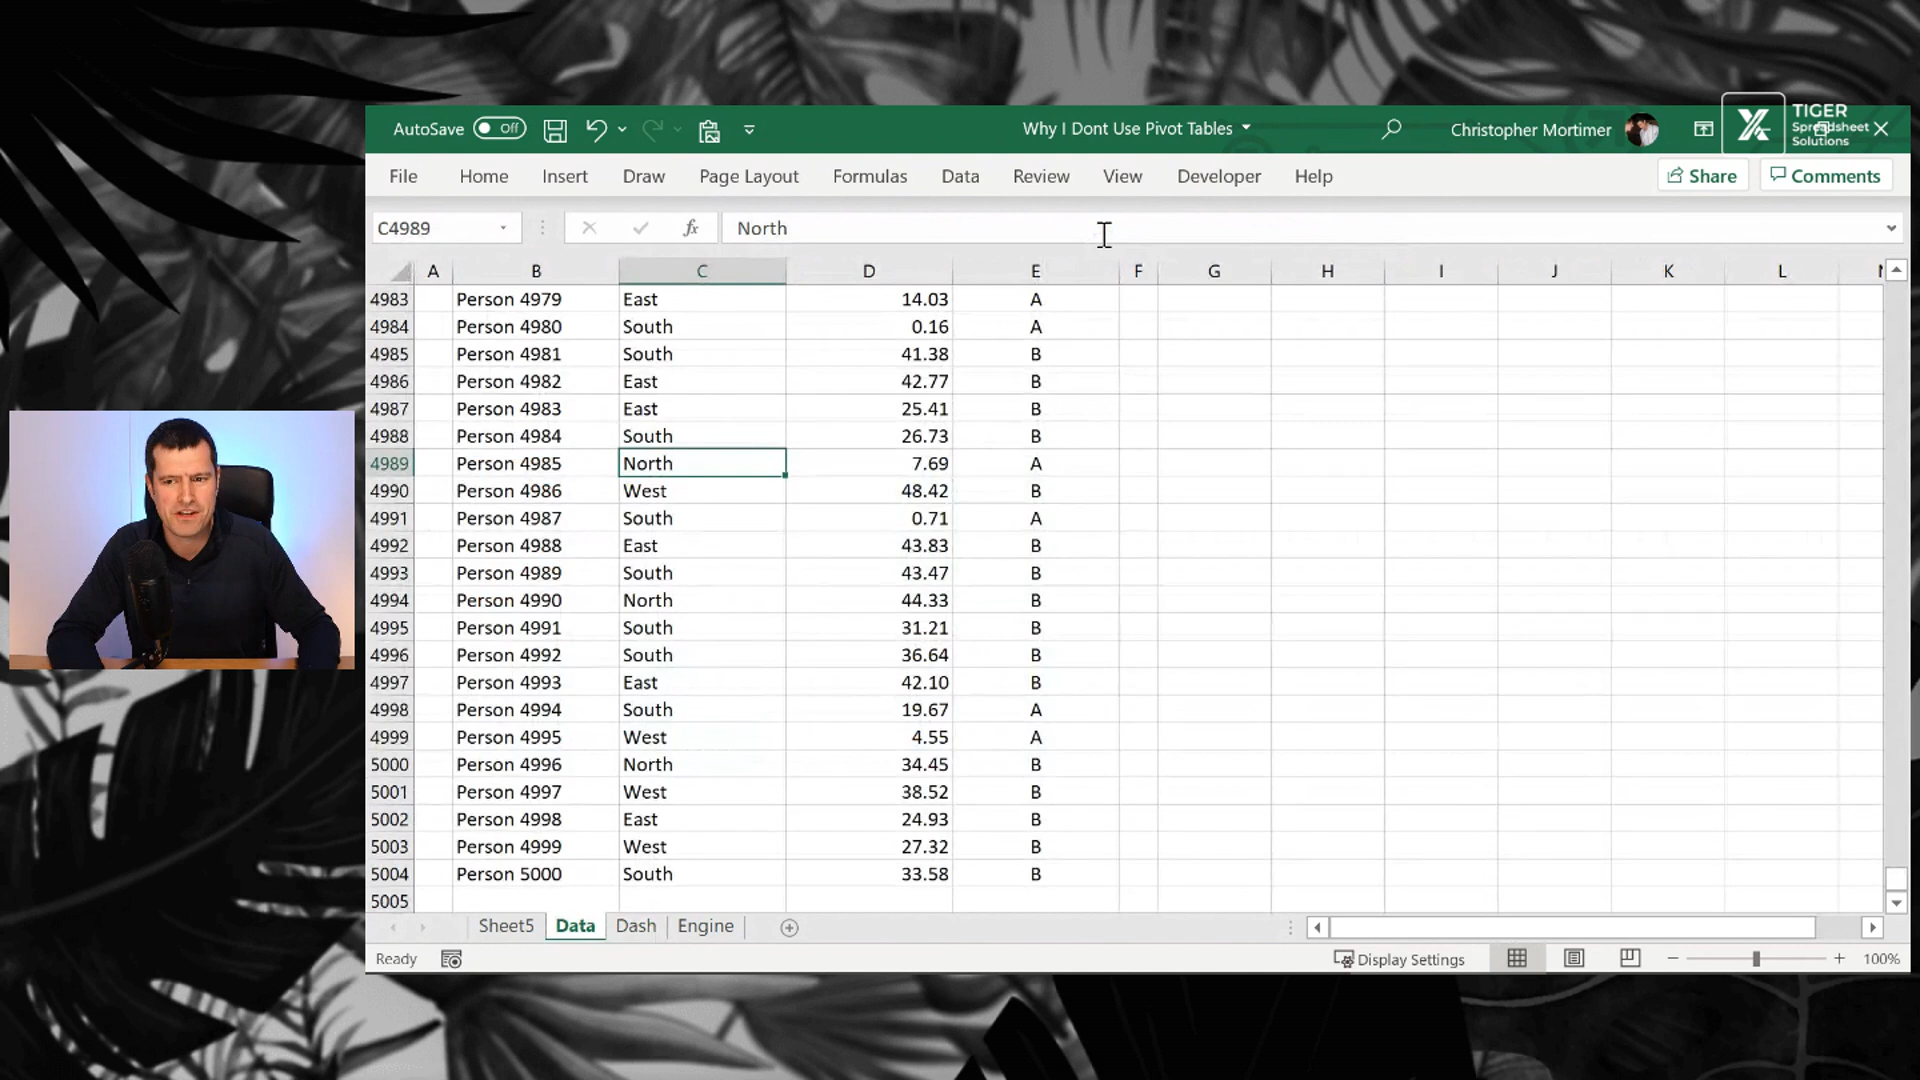 AutoSave Off Why I Dont Use Pivot Tables Christopher Mortimer
TIGER
Spreadsheet
Solutions
File Home Insert Draw Page Layout Formulas Data Review View Developer Help Share Comments
C4989 fx North
A B C D E F G H I J K L
4983 Person 4979 East 14.03 A
4984 Person 4980 South 0.16 A
4985 Person 4981 South 41.38 B
4986 Person 4982 East 42.77 B
4987 Person 4983 East 25.41 B
4988 Person 4984 South 26.73 B
4989 Person 4985 North 7.69 A
4990 Person 4986 West 48.42 B
4991 Person 4987 South 0.71 A
4992 Person 4988 East 43.83 B
4993 Person 4989 South 43.47 B
4994 Person 4990 North 44.33 B
4995 Person 4991 South 31.21 B
4996 Person 4992 South 36.64 B
4997 Person 4993 East 42.10 B
4998 Person 4994 South 19.67 A
4999 Person 4995 West 4.55 A
5000 Person 4996 North 34.45 B
5001 Person 4997 West 38.52 B
5002 Person 4998 East 24.93 B
5003 Person 4999 West 27.32 B
5004 Person 5000 South 33.58 B
5005
Sheet5 Data Dash Engine
Ready Display Settings 100%